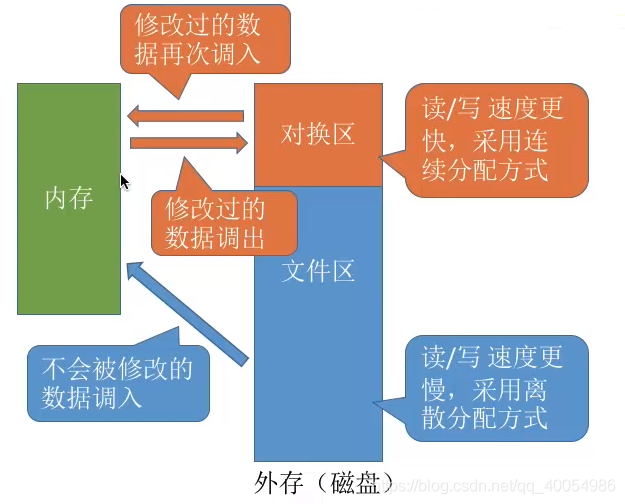 修改过的数
据再次调入
对换区
读/写 速度更
快，采用连
续分配方式
内存
修改过的
数据调出
文件区
不会被修改的
数据调入
读/写 速度更
慢，采用离
散分配方式
外存（磁盘）
https://blog.csdn.net/qq_40054986